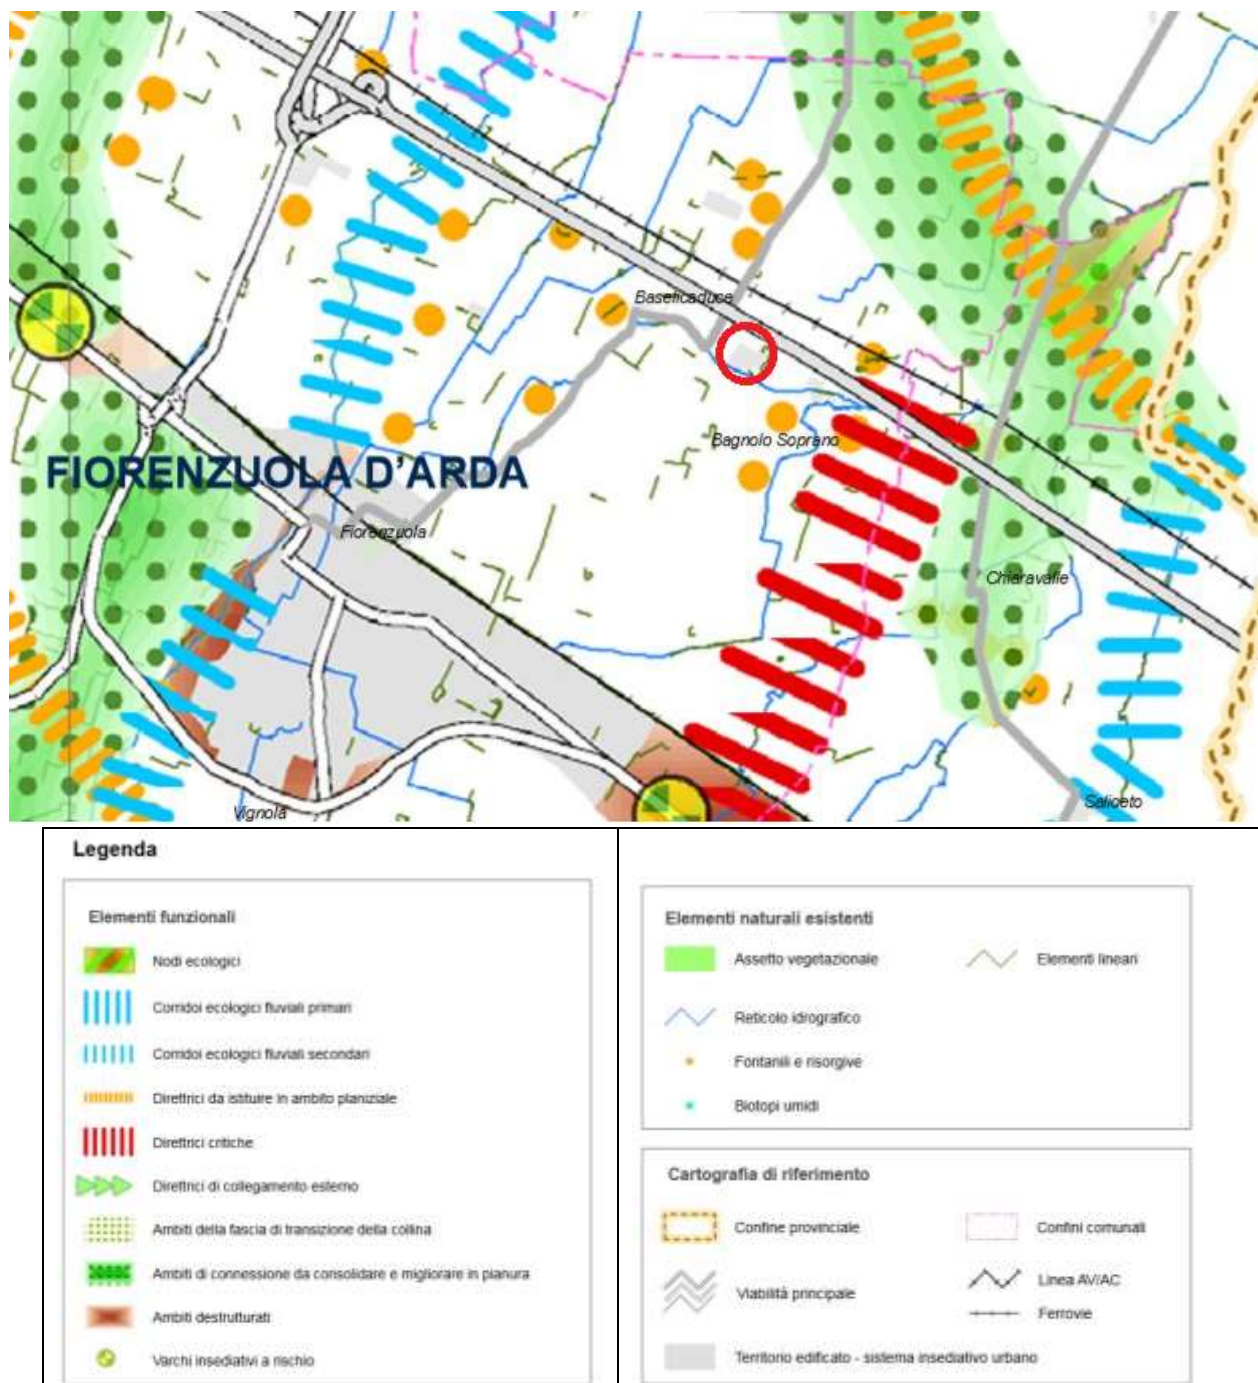 Baselicaduce
Bagnolo Soprano
FIORENZUOLA D'ARDA
Fiorenzuola
Chiaravalle
Vignola
Salioeto
Legenda
Elementi funzionali
Nodi ecologici
Corridoi ecologici fluviali primari
Corridoi ecologici fluviali secondari
Direttrici da istituire in ambito planiziale
Direttrici critiche
Direttrici di collegamento esterno
Ambiti della fascia di transizione della collina
Ambiti di connessione da consolidare e migliorare in pianura
Ambiti destrutturati
Varchi insediativi a rischio
Elementi naturali esistenti
Assetto vegetazionale
Elementi lineari
Reticolo idrografico
Fontanili e risorgive
Biotopi umidi
Cartografia di riferimento
Confine provinciale
Confini comunali
Viabilità principale
Linea AV/AC
Ferrovie
Territorio edificato - sistema insediativo urbano